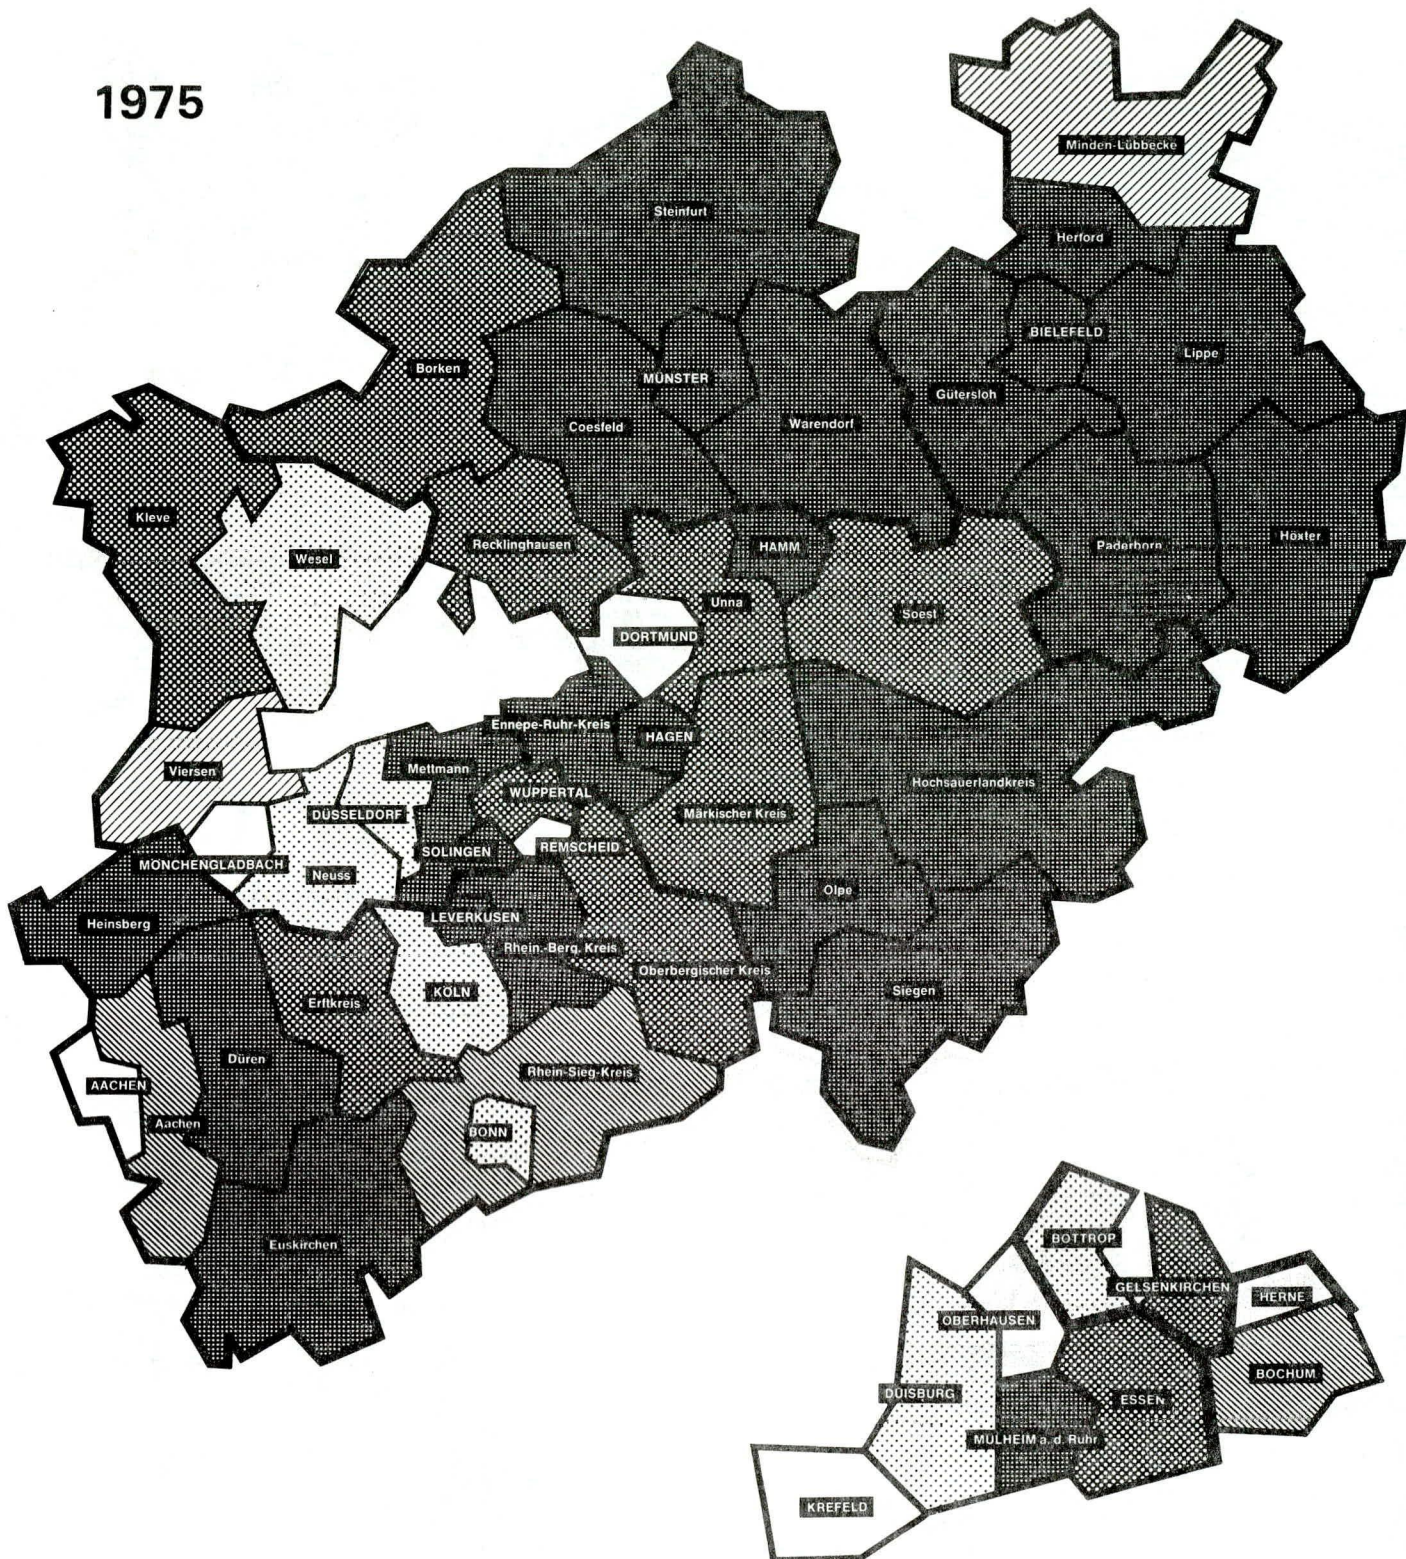 1975
Minden-Lübbecke
Steinfurt
Herford
BIELEFELD
Lippe
Borken
MÜNSTER
Gütersloh
Coesfeld
Warendorf
Kleve
Wesel
Recklinghausen
HAMM
Paderborn
Höxter
Unna
Soest
DORTMUND
Ennepe-Ruhr-Kreis
HAGEN
Viersen
Mettmann
WUPPERTAL
Hochsauerlandkreis
DÜSSELDORF
Märkischer Kreis
SOLINGEN
REMSCHEID
MÖNCHENGLADBACH
Neuss
Olpe
Heinsberg
LEVERKUSEN
Rhein.-Berg. Kreis
Oberbergischer Kreis
Erftkreis
KÖLN
Siegen
Düren
Rhein-Sieg-Kreis
AACHEN
Aachen
BONN
Euskirchen
BOTTROP
GELSENKIRCHEN
HERNE
OBERHAUSEN
BOCHUM
DUISBURG
ESSEN
MÜLHEIM a. d. Ruhr
KREFELD